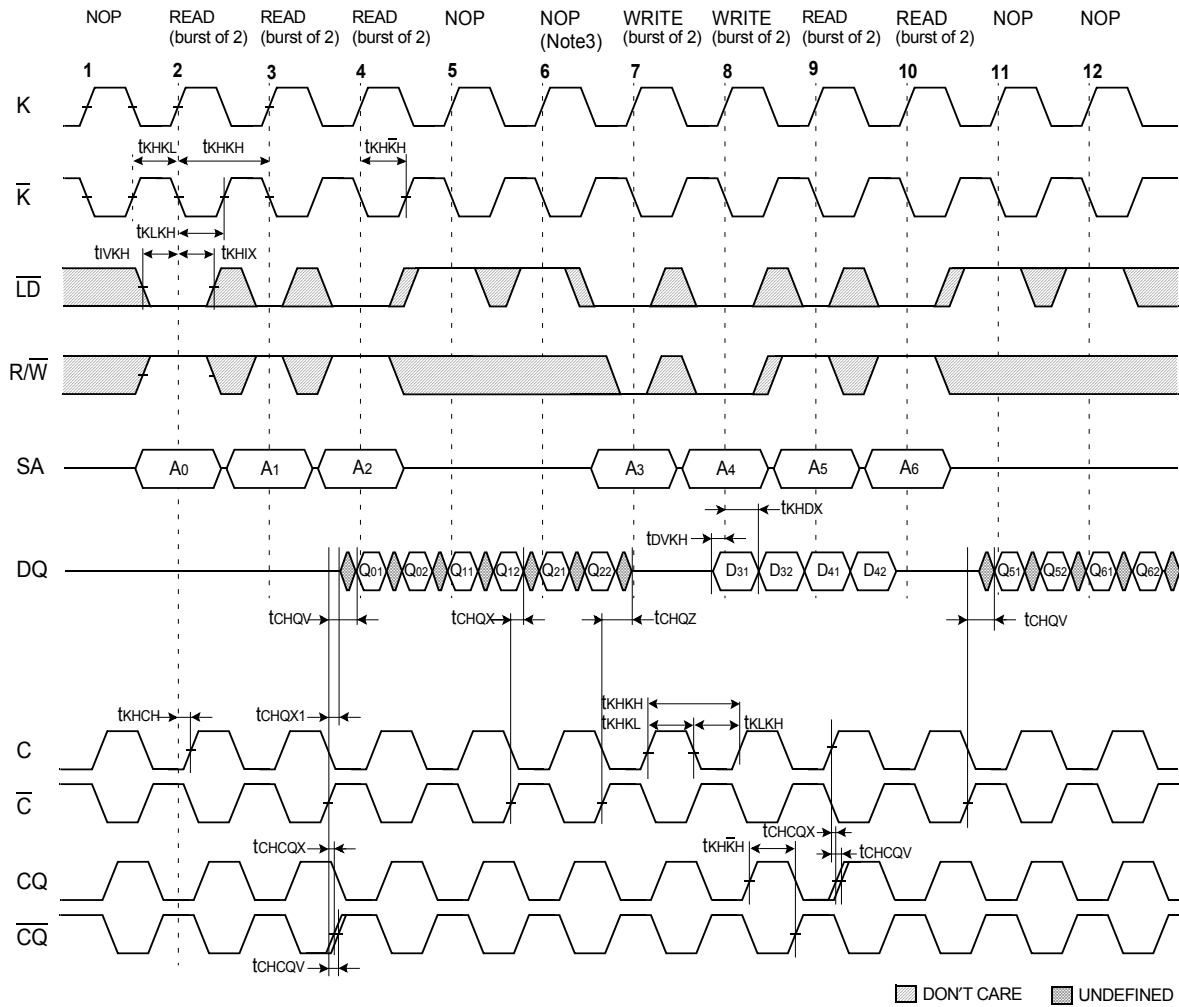 NOP READ READ READ NOP NOP WRITE WRITE READ READ NOP NOP
(burst of 2) (burst of 2) (burst of 2) (Note3) (burst of 2) (burst of 2) (burst of 2) (burst of 2)
1 2 3 4 5 6 7 8 9 10 11 12
K
tKHKL tKHKH tKHK̅H
K̅
tKLKH
tIVKH tKHIX
L̅D̅
R/W̅
SA A0 A1 A2 A3 A4 A5 A6
tKHDX
tDVKH
DQ Q01 Q02 Q11 Q12 Q21 Q22 D31 D32 D41 D42 Q51 Q52 Q61 Q62
tCHQV tCHQX tCHQZ tCHQV
tKHKH
tKHCH tCHQX1 tKHKL tKLKH
C
C̅
tCHCQX tKHK̅H tCHCQX
tCHCQV
CQ
C̅Q̅
tCHCQV
DON'T CARE UNDEFINED